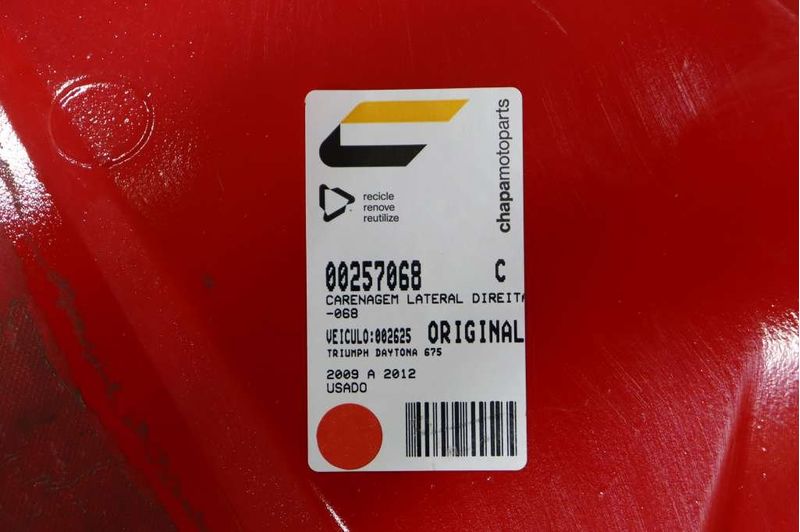 chapamotoparts
recicle
renove
reutilize
00257068 C
CARENAGEM LATERAL DIREITA
-068
VEICULO:002625 ORIGINAL
TRIUMPH DAYTONA 675
2009 A 2012
USADO